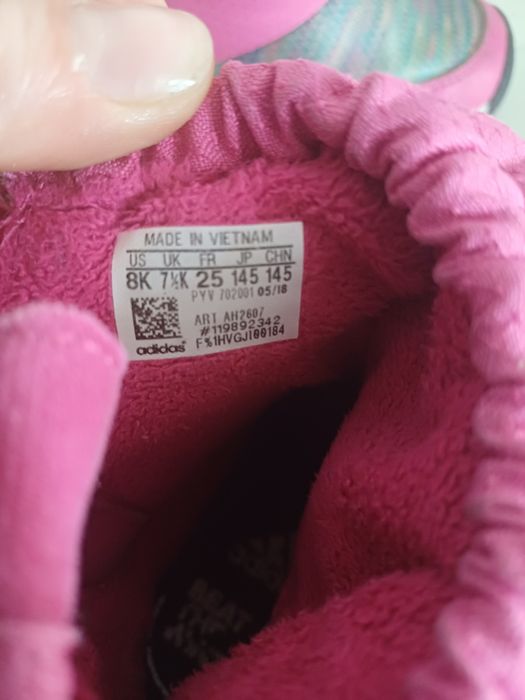 MADE IN VIETNAM
US UK FR JP CHN
8K 7½K 25 145 145
PYV 702001 05/18
ART AH2607
#119892342
adidas F%1HVGJ100184